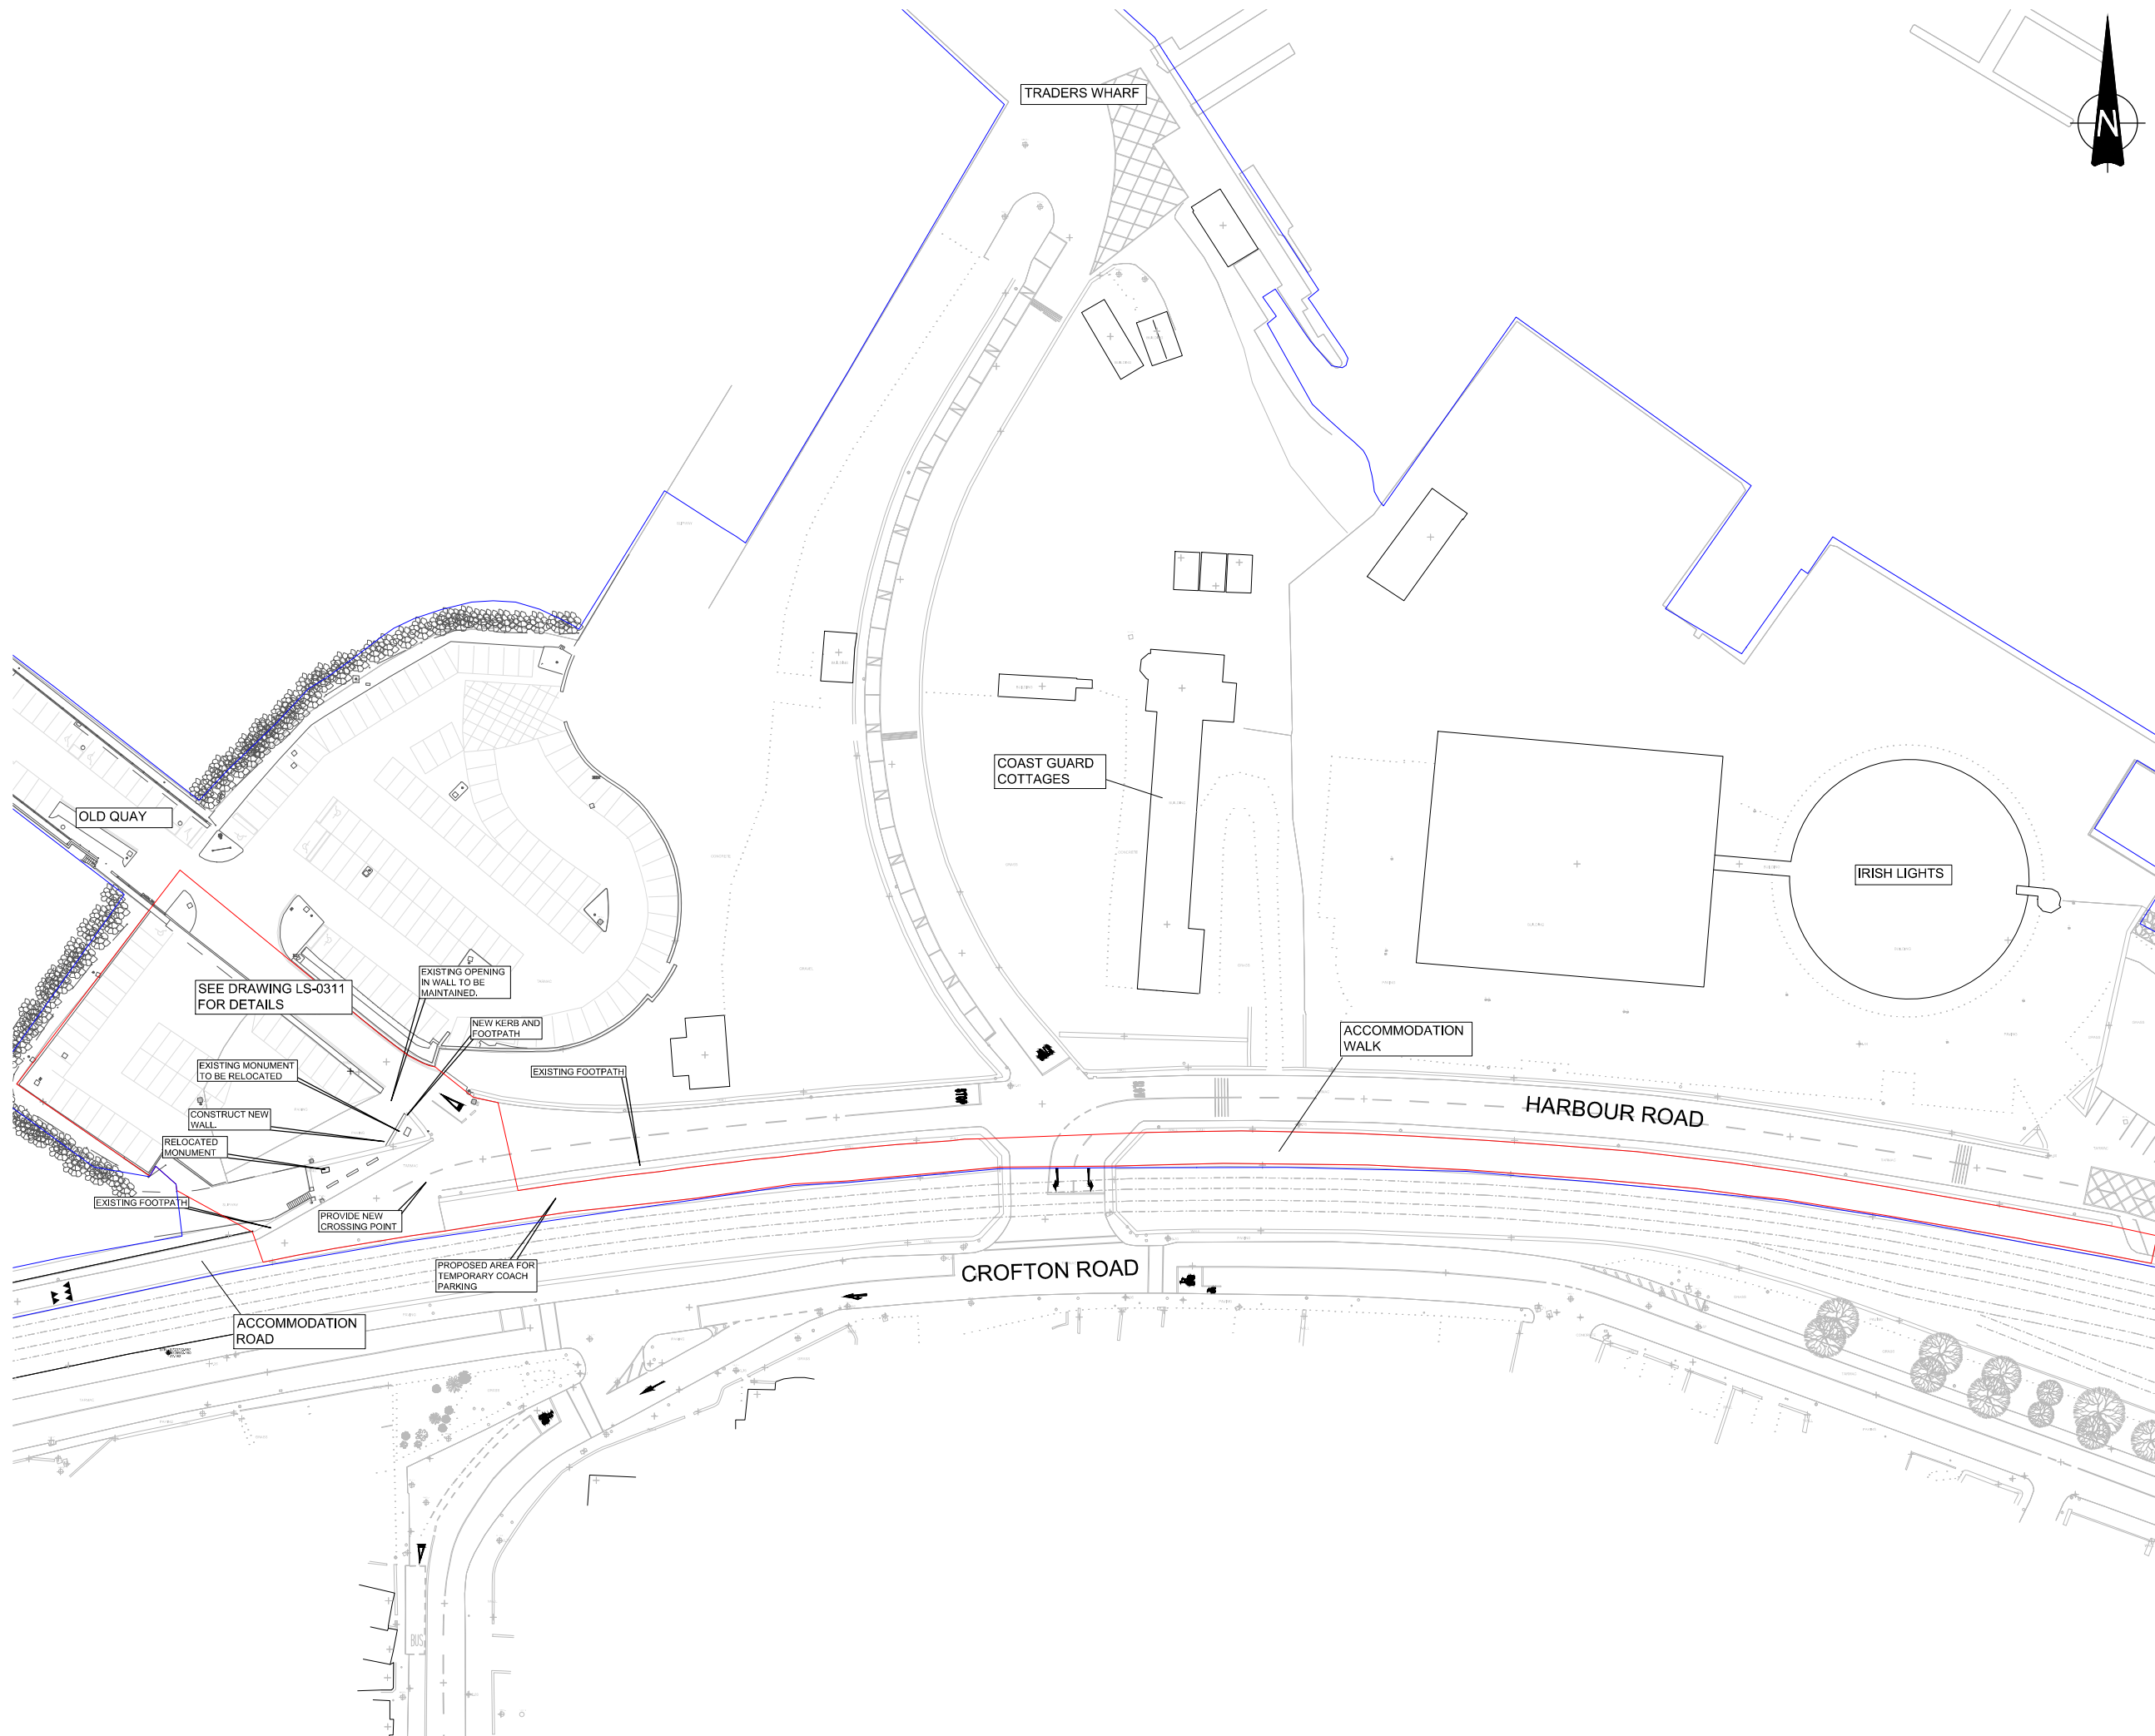 TRADERS WHARF
N
COAST GUARD
COTTAGES
OLD QUAY
IRISH LIGHTS
SEE DRAWING LS-0311
FOR DETAILS
EXISTING OPENING
IN WALL TO BE
MAINTAINED.
NEW KERB AND
FOOTPATH
EXISTING MONUMENT
TO BE RELOCATED
EXISTING FOOTPATH
ACCOMMODATION
WALK
CONSTRUCT NEW
WALL.
RELOCATED
MONUMENT
HARBOUR ROAD
EXISTING FOOTPATH
PROVIDE NEW
CROSSING POINT
PROPOSED AREA FOR
TEMPORARY COACH
PARKING
CROFTON ROAD
ACCOMMODATION
ROAD
BUS